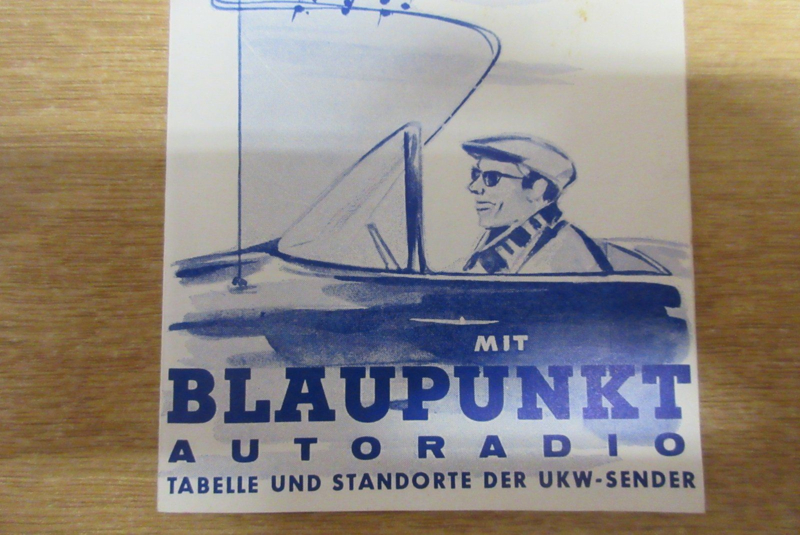 MIT
BLAUPUNKT
AUTORADIO
TABELLE UND STANDORTE DER UKW-SENDER